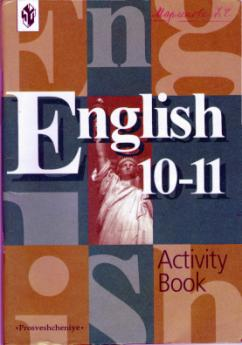 English
10-11
Activity
Book
«Prosveshcheniye»